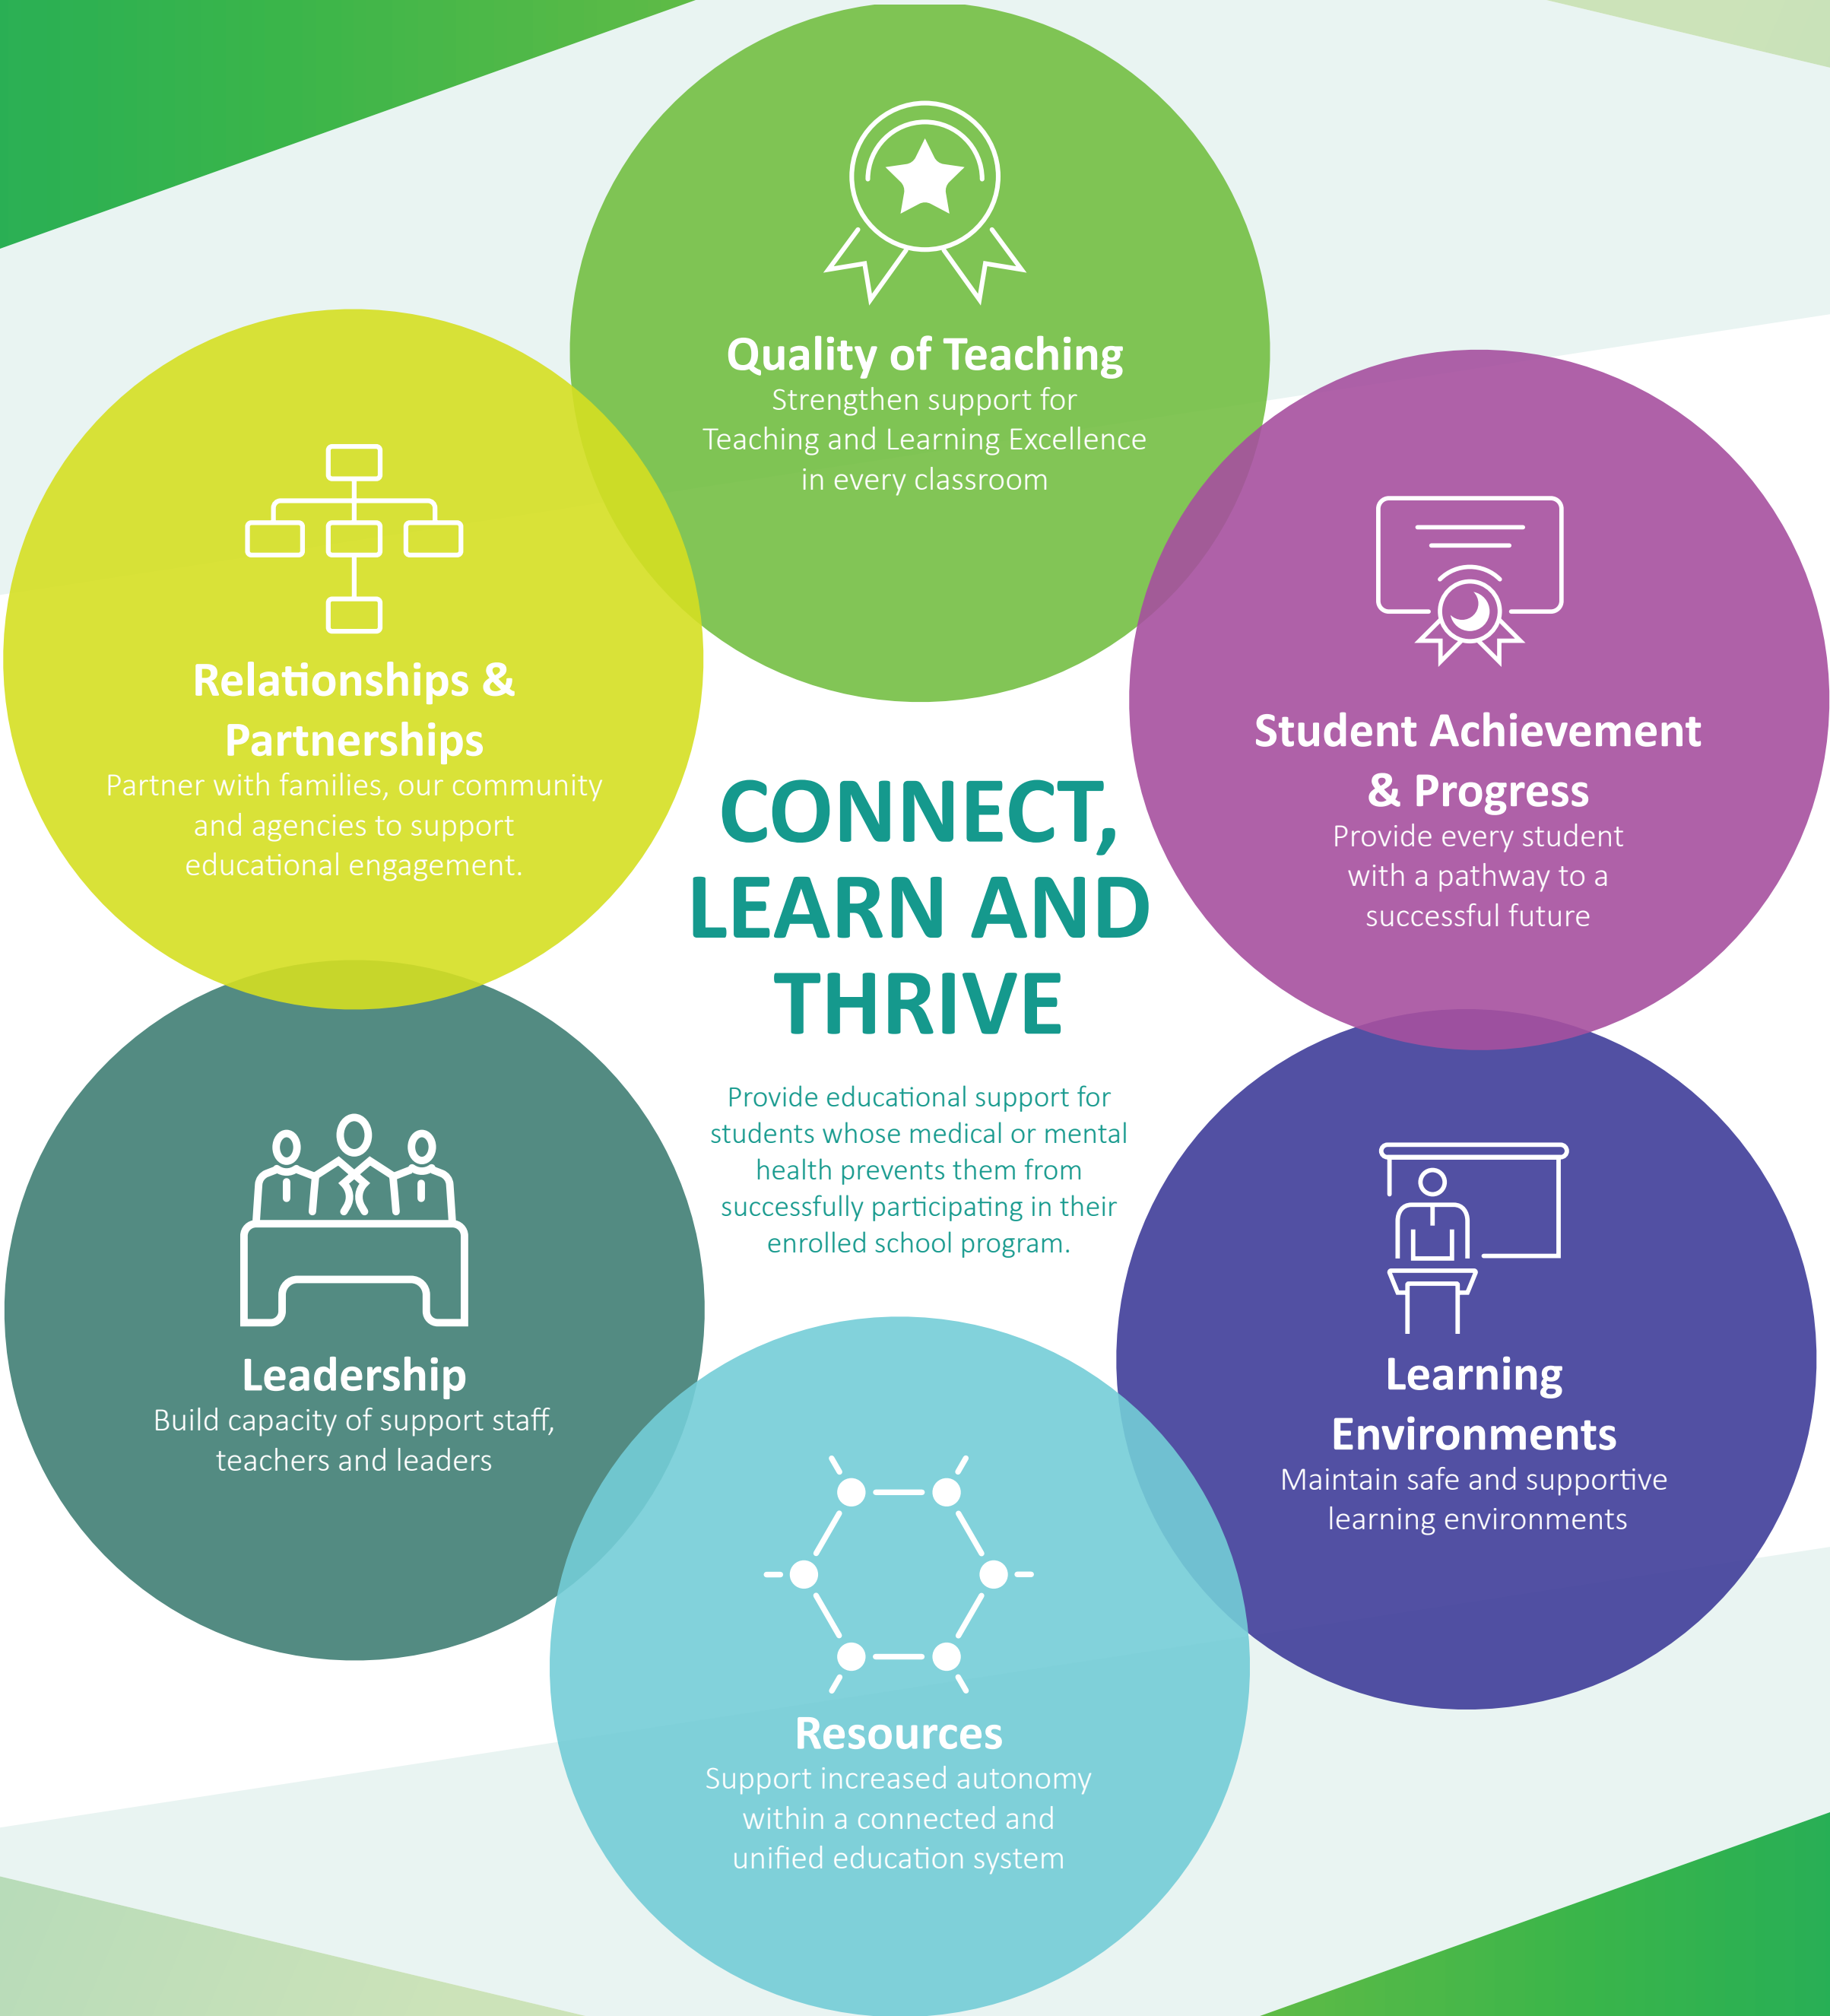 Quality of Teaching
Strengthen support for
Teaching and Learning Excellence
in every classroom
Relationships &
Partnerships
Partner with families, our community
and agencies to support
educational engagement.
Student Achievement
& Progress
Provide every student
with a pathway to a
successful future
CONNECT,
LEARN AND
THRIVE
Provide educational support for
students whose medical or mental
health prevents them from
successfully participating in their
enrolled school program.
Leadership
Build capacity of support staff,
teachers and leaders
Learning
Environments
Maintain safe and supportive
learning environments
Resources
Support increased autonomy
within a connected and
unified education system